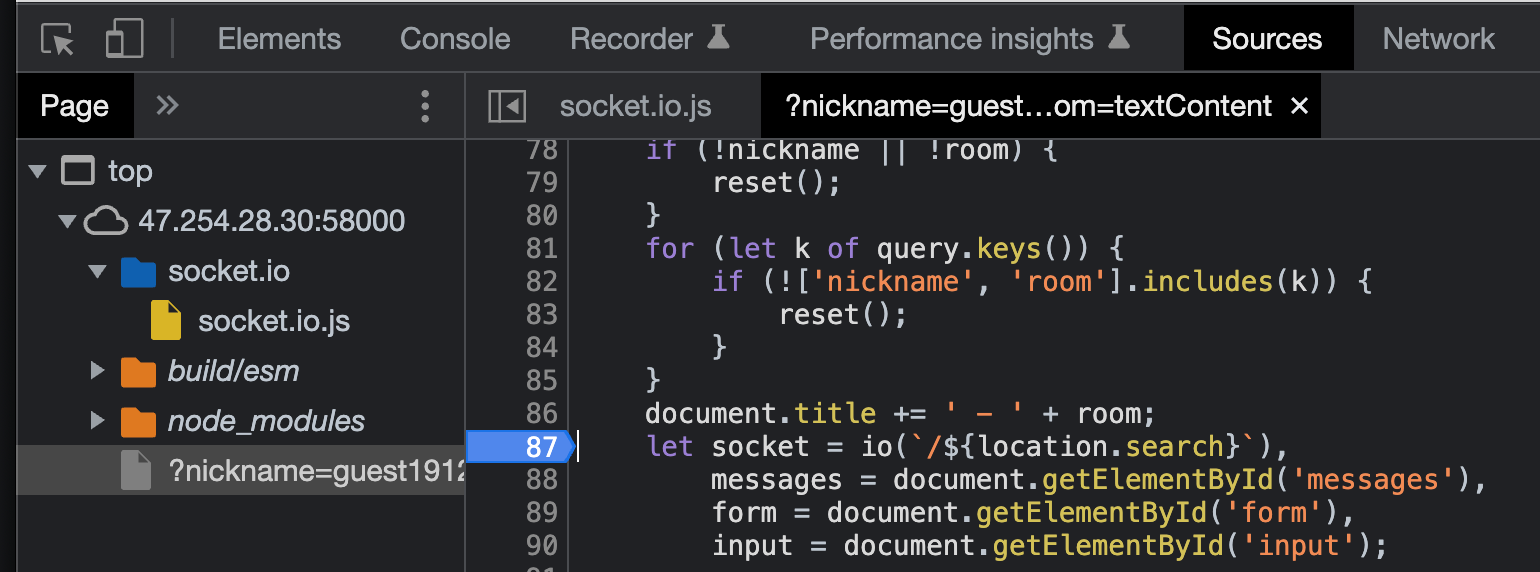 Elements Console Recorder Performance insights Sources Network
Page » socket.io.js ?nickname=guest…om=textContent ×
top
47.254.28.30:58000
socket.io
socket.io.js
build/esm
node_modules
?nickname=guest1912
78 if (!nickname || !room) {
79 reset();
80 }
81 for (let k of query.keys()) {
82 if (!['nickname', 'room'].includes(k)) {
83 reset();
84 }
85 }
86 document.title += ' - ' + room;
87 let socket = io(`/${location.search}`),
88 messages = document.getElementById('messages'),
89 form = document.getElementById('form'),
90 input = document.getElementById('input');